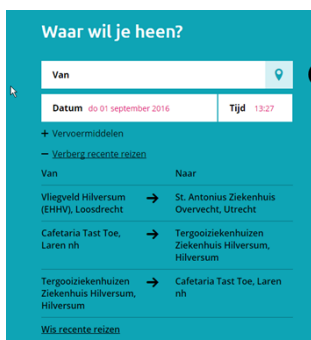 Waar wil je heen?
Van
Datum do 01 september 2016 Tijd 13:27
+ Vervoermiddelen
– Verberg recente reizen
Van Naar
Vliegveld Hilversum → St. Antonius Ziekenhuis
(EHHV), Loosdrecht Overvecht, Utrecht
Cafetaria Tast Toe, → Tergooiziekenhuizen
Laren nh Ziekenhuis Hilversum,
Hilversum
Tergooiziekenhuizen → Cafetaria Tast Toe, Laren
Ziekenhuis Hilversum, nh
Hilversum
Wis recente reizen